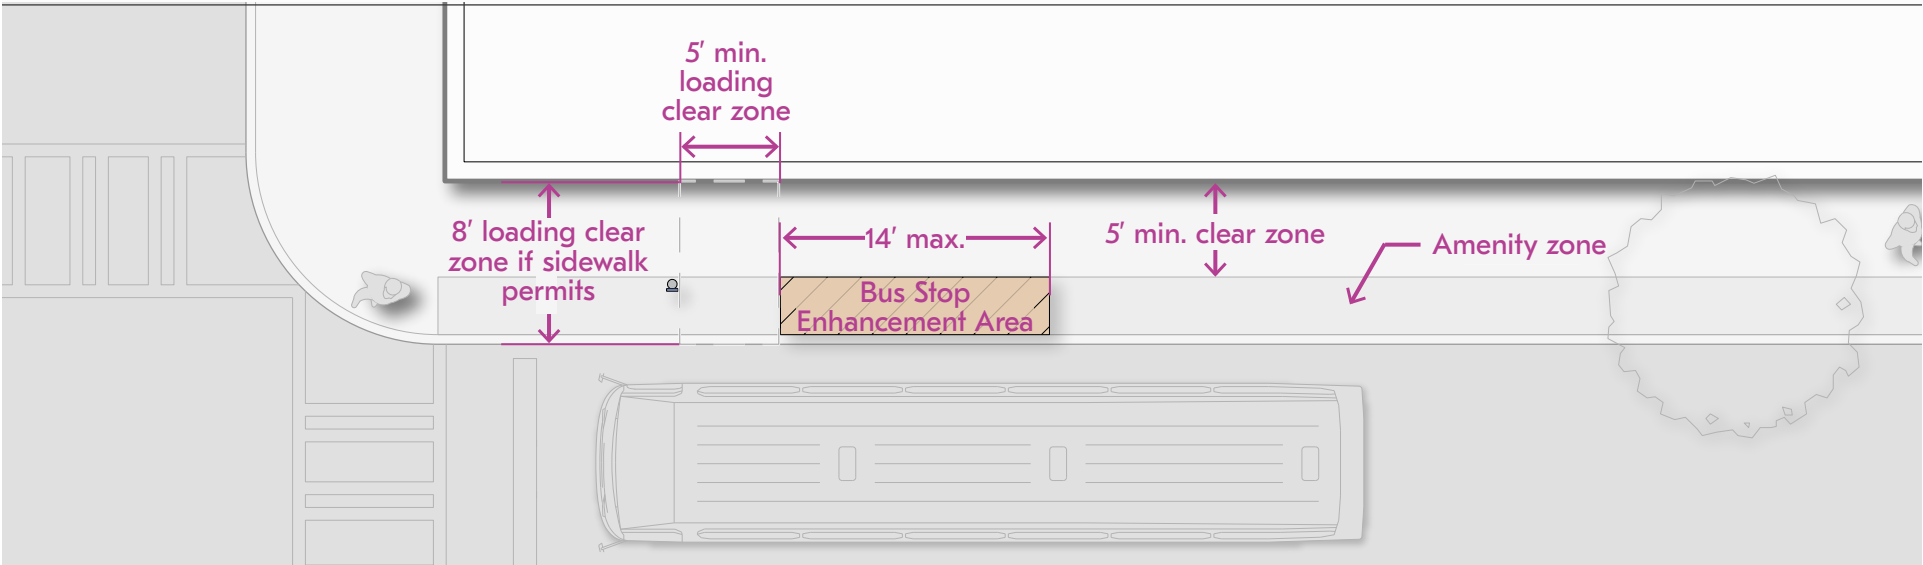 5' min.
loading
clear zone
8' loading clear
zone if sidewalk
permits
14' max.
Bus Stop
Enhancement Area
5' min. clear zone
Amenity zone